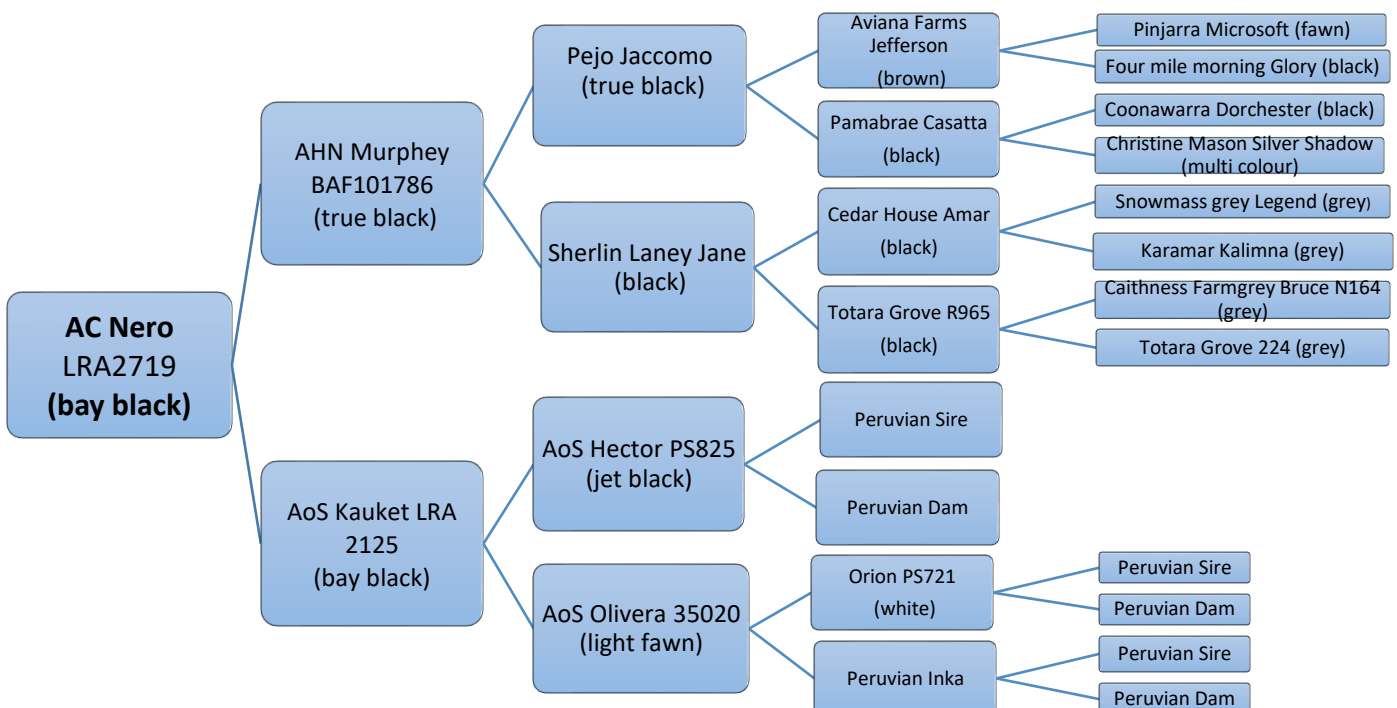 AC Nero
LRA2719
(bay black)
AHN Murphey
BAF101786
(true black)
AoS Kauket LRA
2125
(bay black)
Pejo Jaccomo
(true black)
Sherlin Laney Jane
(black)
AoS Hector PS825
(jet black)
AoS Olivera 35020
(light fawn)
Aviana Farms
Jefferson
(brown)
Pamabrae Casatta
(black)
Cedar House Amar
(black)
Totara Grove R965
(black)
Peruvian Sire
Peruvian Dam
Orion PS721
(white)
Peruvian Inka
Pinjarra Microsoft (fawn)
Four mile morning Glory (black)
Coonawarra Dorchester (black)
Christine Mason Silver Shadow
(multi colour)
Snowmass grey Legend (grey)
Karamar Kalimna (grey)
Caithness Farmgrey Bruce N164
(grey)
Totara Grove 224 (grey)
Peruvian Sire
Peruvian Dam
Peruvian Sire
Peruvian Dam